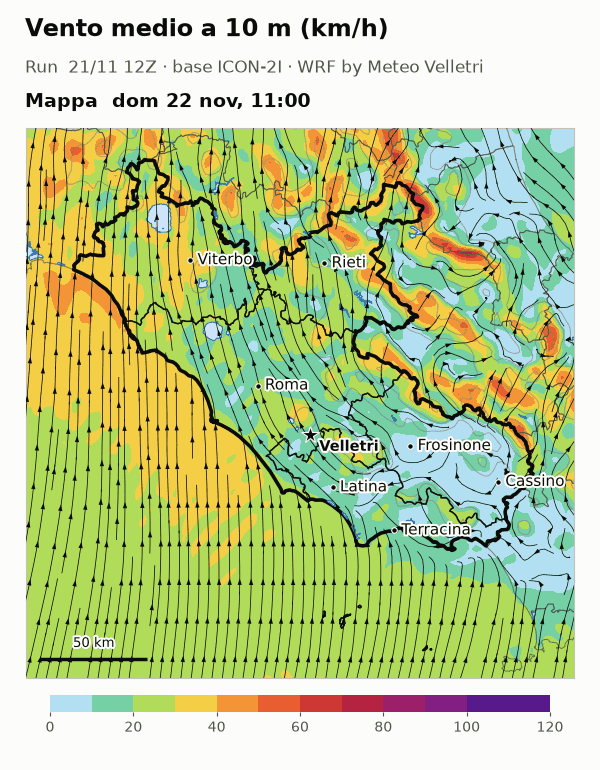 Vento medio a 10 m (km/h)
Run 21/11 12Z · base ICON-2I · WRF by Meteo Velletri
Mappa dom 22 nov, 11:00
Viterbo
Rieti
Roma
Velletri
Frosinone
Latina
Cassino
Terracina
50 km
0 20 40 60 80 100 120